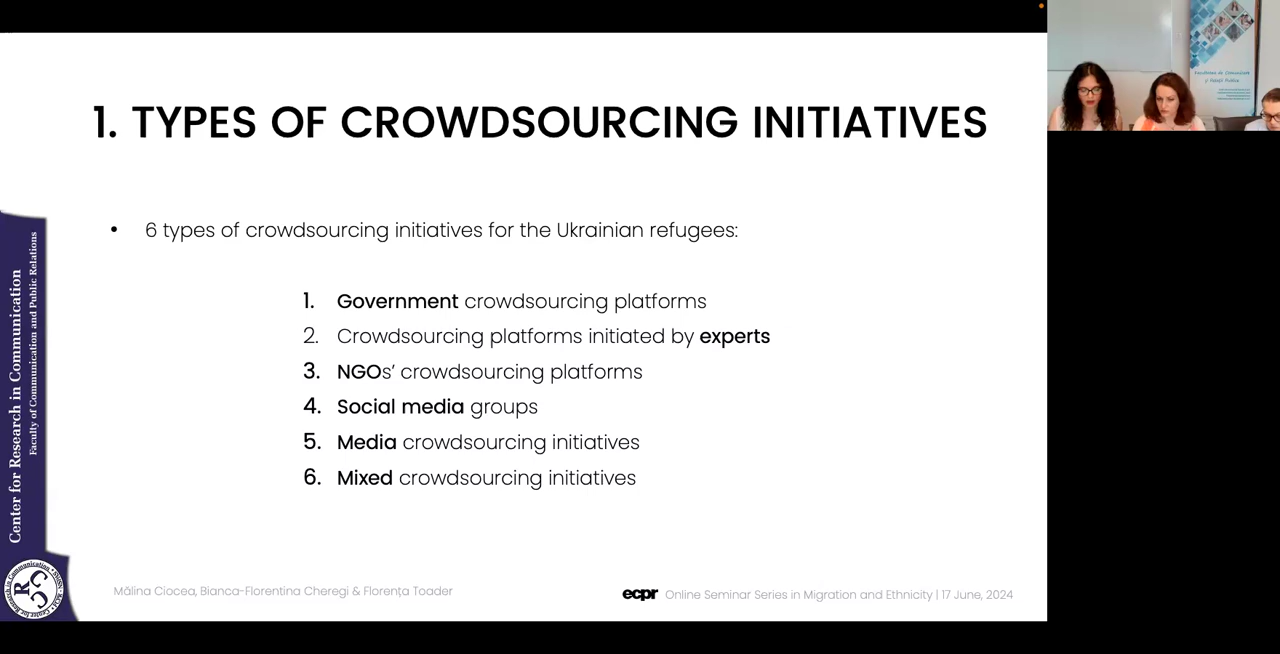 1. TYPES OF CROWDSOURCING INITIATIVES
• 6 types of crowdsourcing initiatives for the Ukrainian refugees:
1. Government crowdsourcing platforms
2. Crowdsourcing platforms initiated by experts
3. NGOs’ crowdsourcing platforms
4. Social media groups
5. Media crowdsourcing initiatives
6. Mixed crowdsourcing initiatives
Center for Research in Communication
Faculty of Communication and Public Relations
Mălina Ciocea, Bianca-Florentina Cheregi & Florența Toader
ecpr Online Seminar Series in Migration and Ethnicity | 17 June, 2024
Facultatea de Comunicare
și Relații Publice